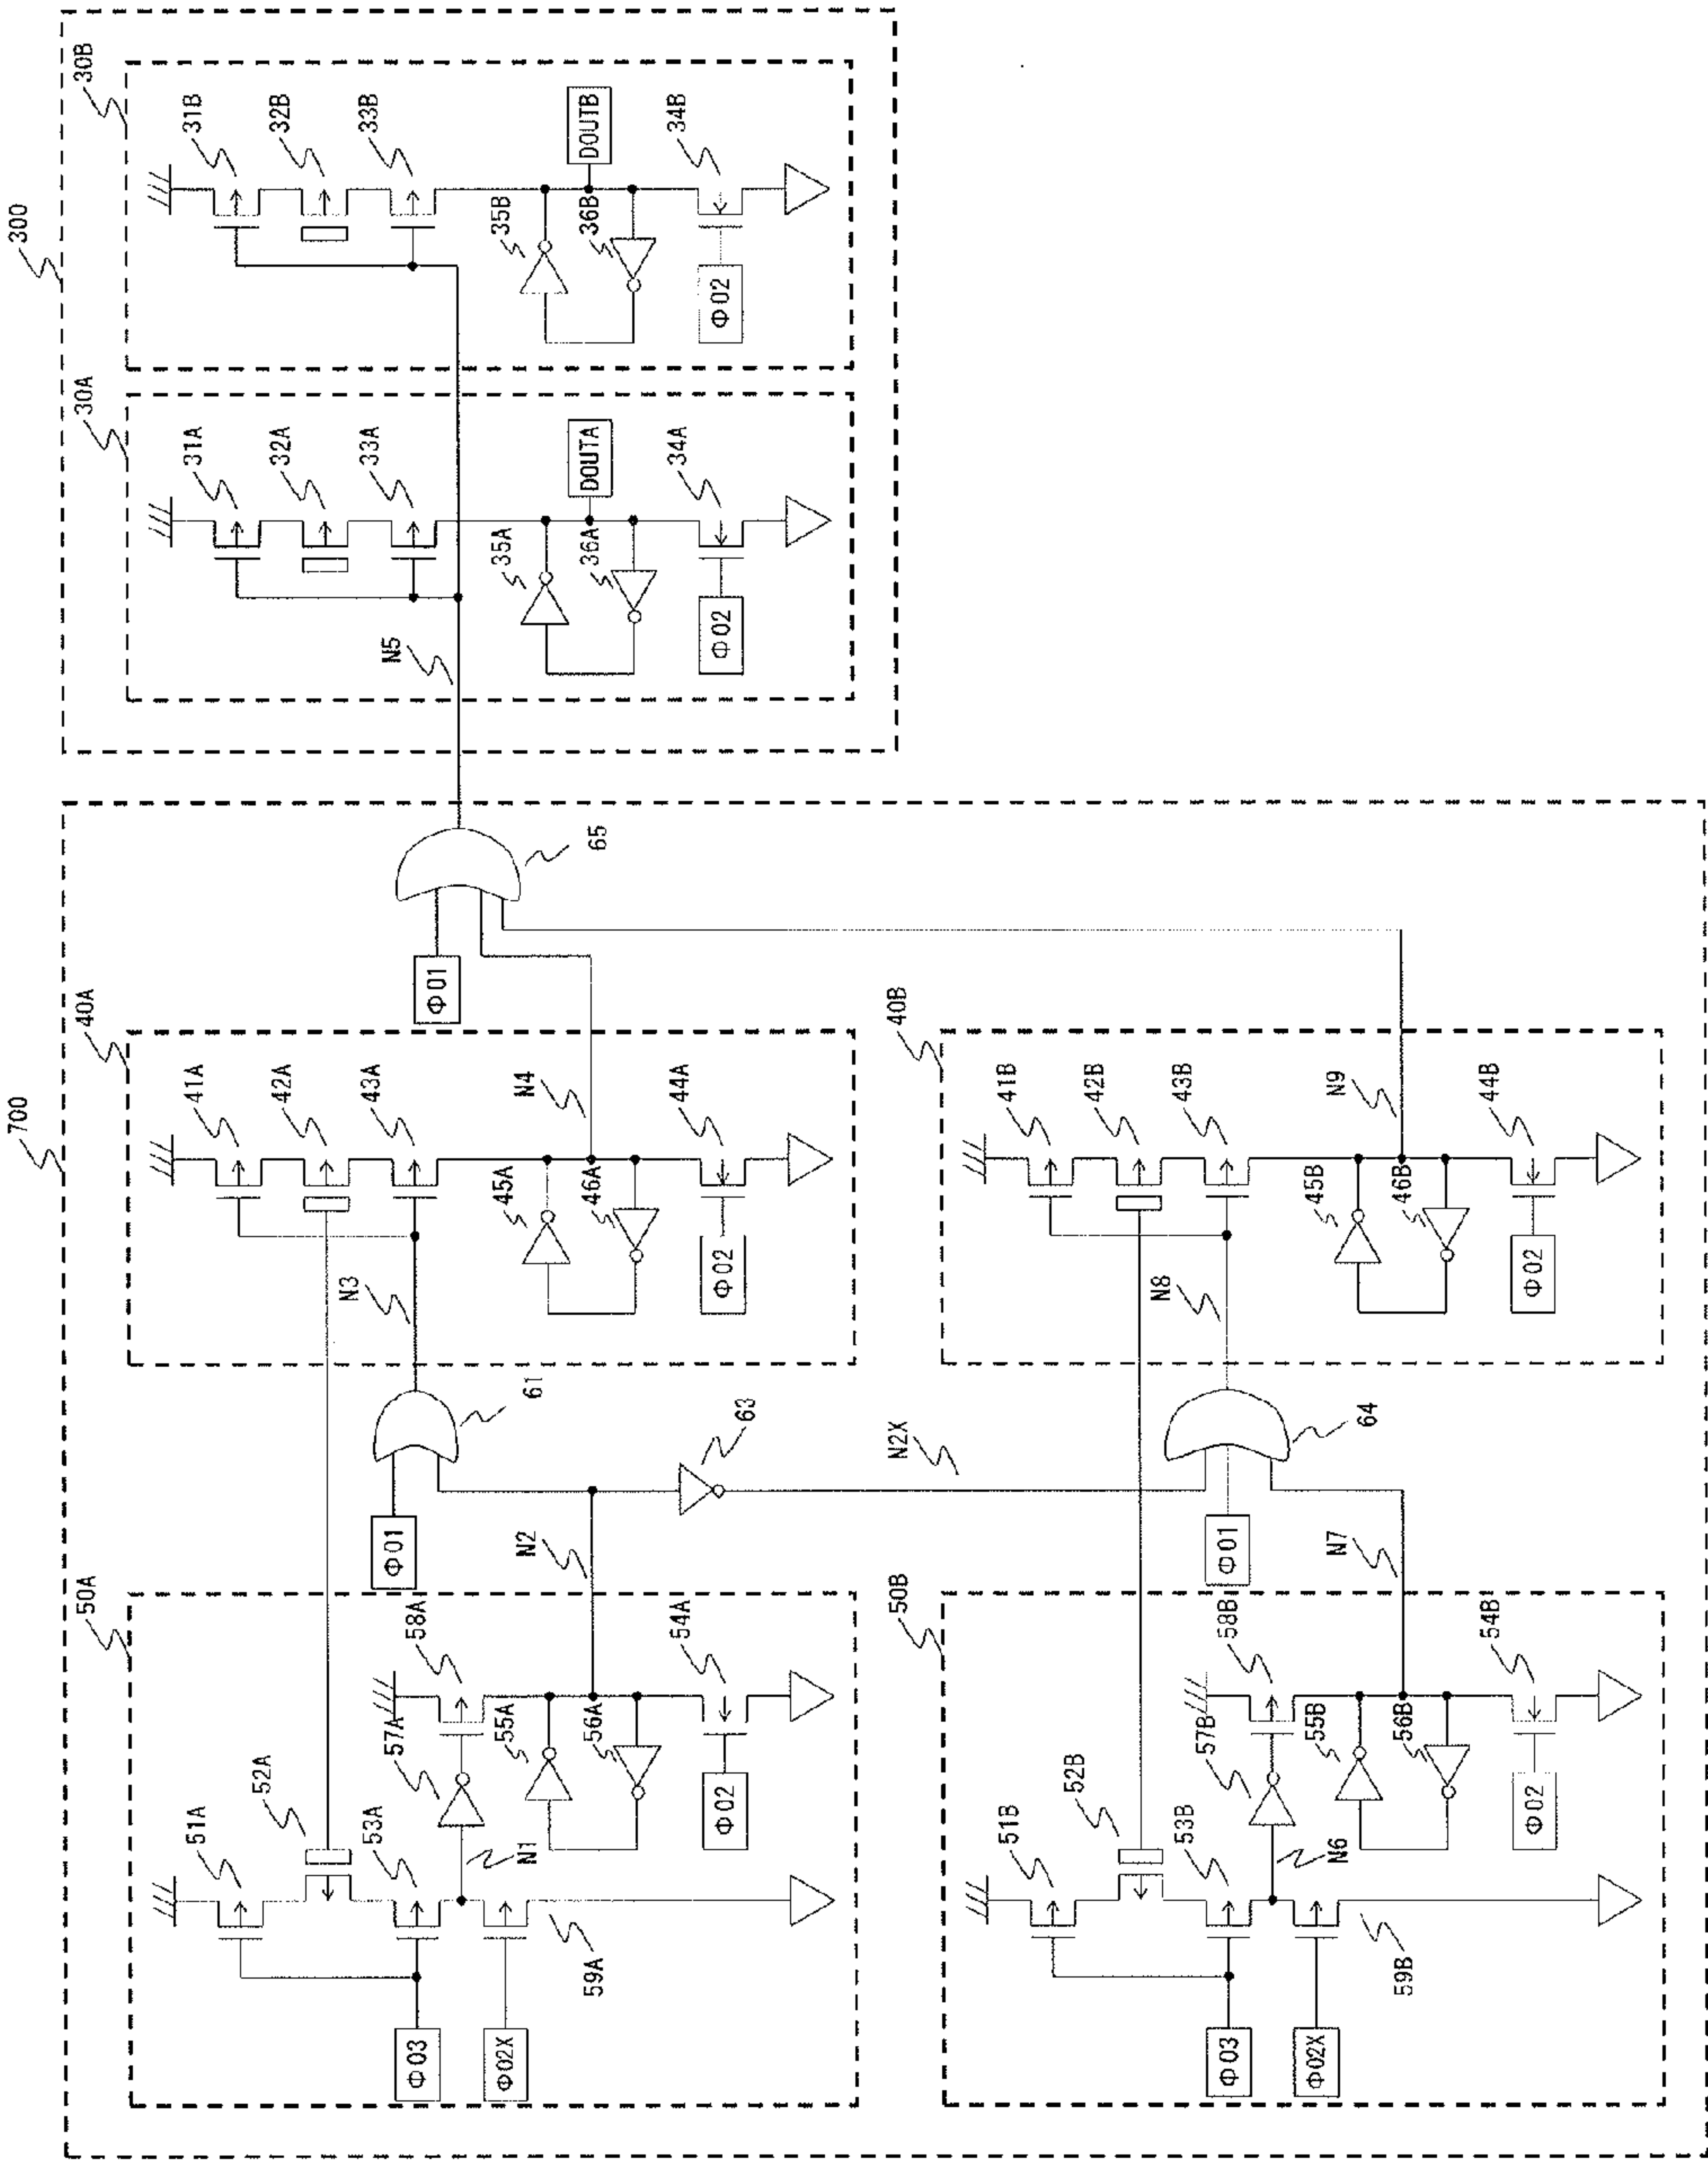 700
300
50A
51A
52A
53A
Φ03
Φ02X
59A
N1
57A
58A
55A
56A
Φ02
54A
N2
Φ01
61
63
N2X
N3
40A
41A
42A
43A
45A
46A
Φ02
44A
N4
Φ01
65
N5
50B
51B
52B
53B
Φ03
Φ02X
59B
N6
57B
58B
55B
56B
Φ02
54B
N7
Φ01
64
N8
40B
41B
42B
43B
45B
46B
Φ02
44B
N9
30A
31A
32A
33A
35A
36A
DOUTA
Φ02
34A
30B
31B
32B
33B
35B
36B
DOUTB
Φ02
34B